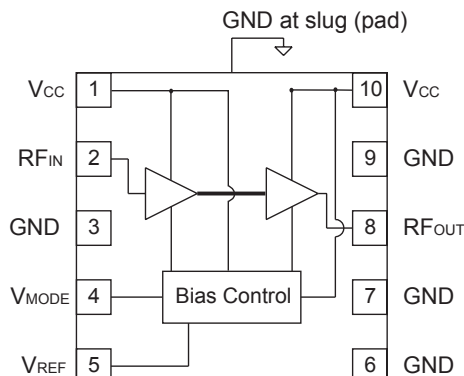 GND at slug (pad)
VCC 1 10 VCC
RFIN 2 9 GND
GND 3 8 RFOUT
VMODE 4 Bias Control 7 GND
VREF 5 6 GND